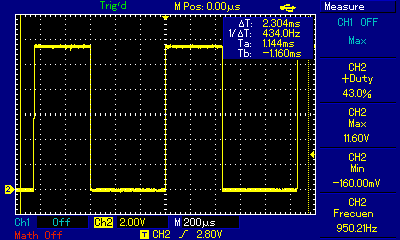 Trig'd M Pos: 0.00µs Measure
ΔT: 2.304ms
1/ΔT: 434.0Hz
Ta: 1.144ms
Tb: -1.160ms
CH1 OFF
Max
CH2
+Duty
43.0%
CH2
Max
11.60V
CH2
Min
-160.00mV
CH2
Frecuen
950.21Hz
2
Ch1 Off Ch2 2.00V M 200µs
Math Off T CH2 2.80V